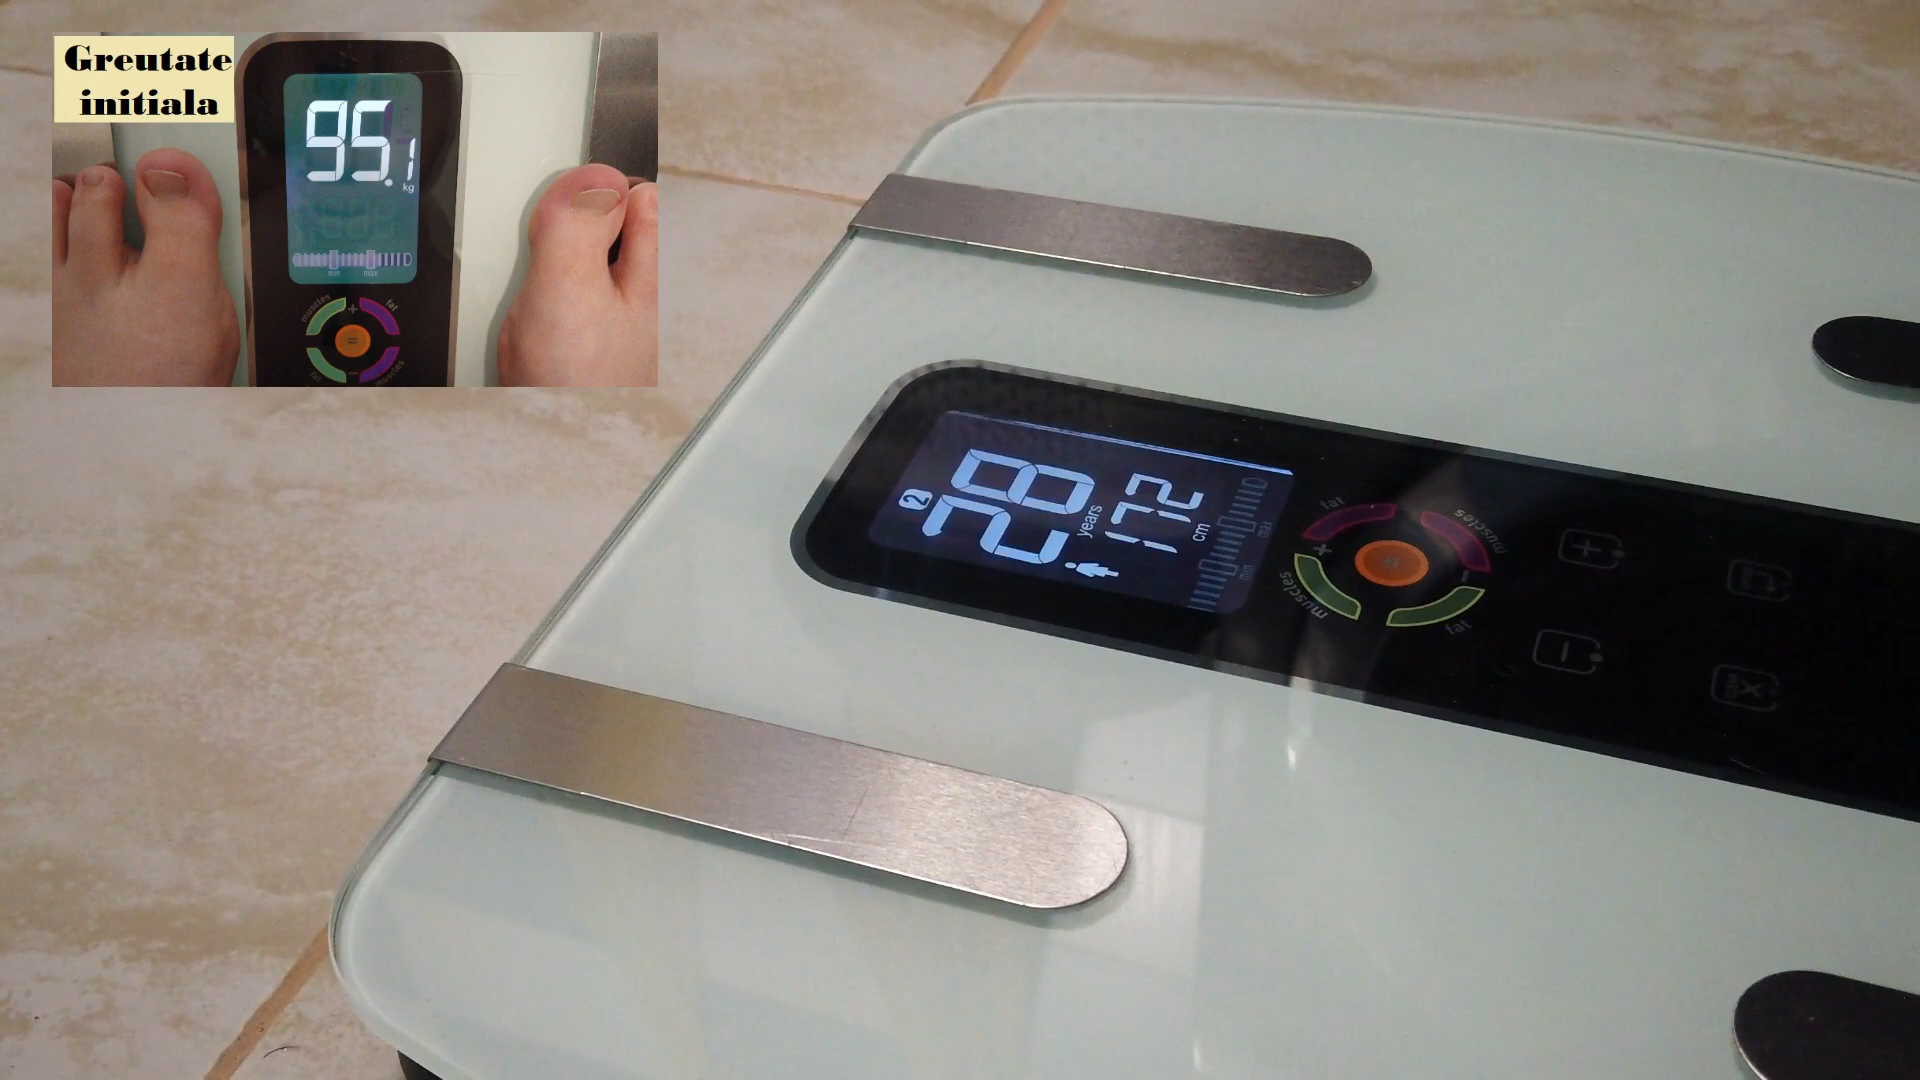 Greutate
initiala
95.1
kg
min max
muscles fat
+
=
-
fat muscles
2
28
years
172
cm
min max
fat muscles
+ -
muscles fat
+
-